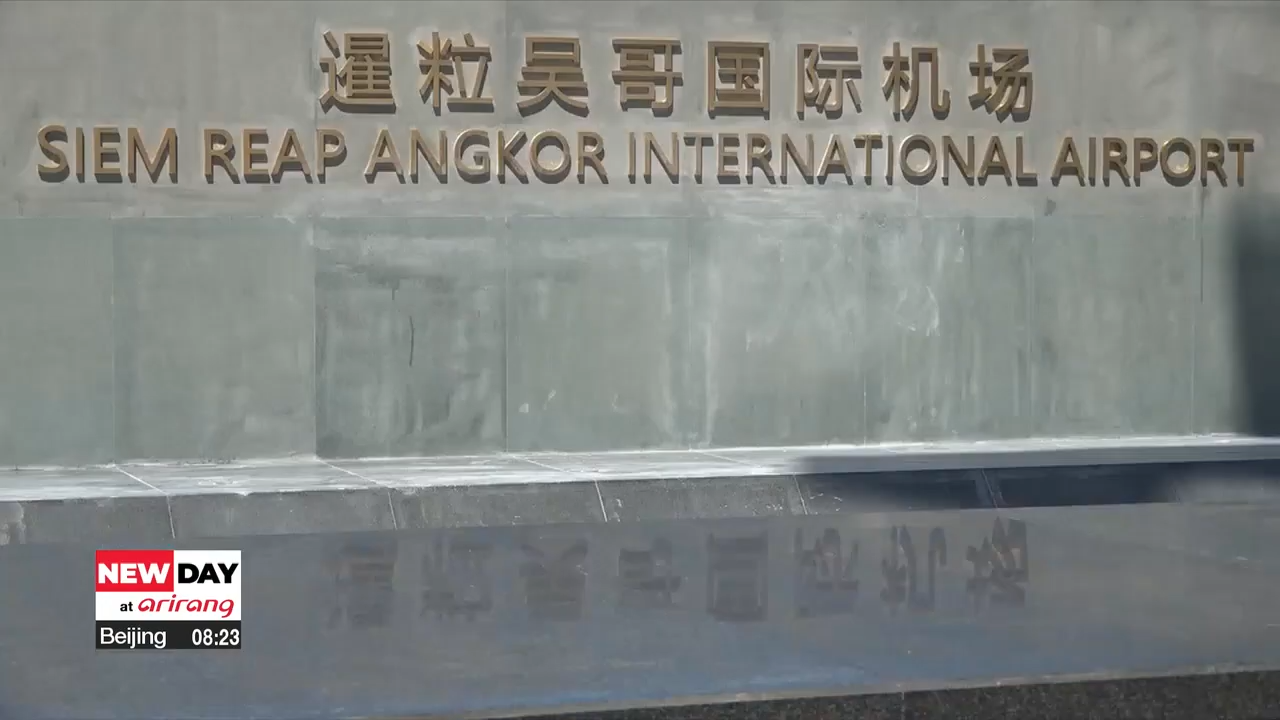 暹粒吴哥国际机场
SIEM REAP ANGKOR INTERNATIONAL AIRPORT
NEW DAY
at arirang
Beijing 08:23